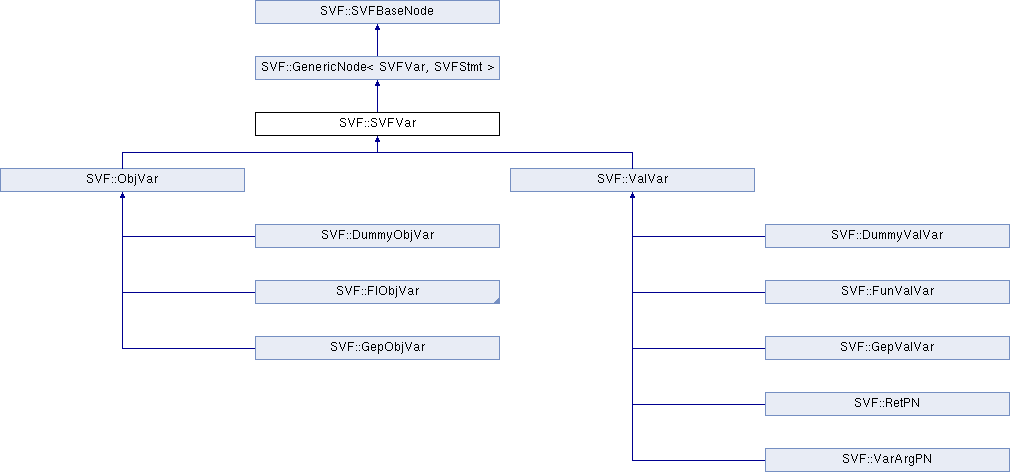 SVF::SVFBaseNode
SVF::GenericNode< SVFVar, SVFStmt >
SVF::SVFVar
SVF::ObjVar
SVF::ValVar
SVF::DummyObjVar
SVF::DummyValVar
SVF::FIObjVar
SVF::FunValVar
SVF::GepObjVar
SVF::GepValVar
SVF::RetPN
SVF::VarArgPN